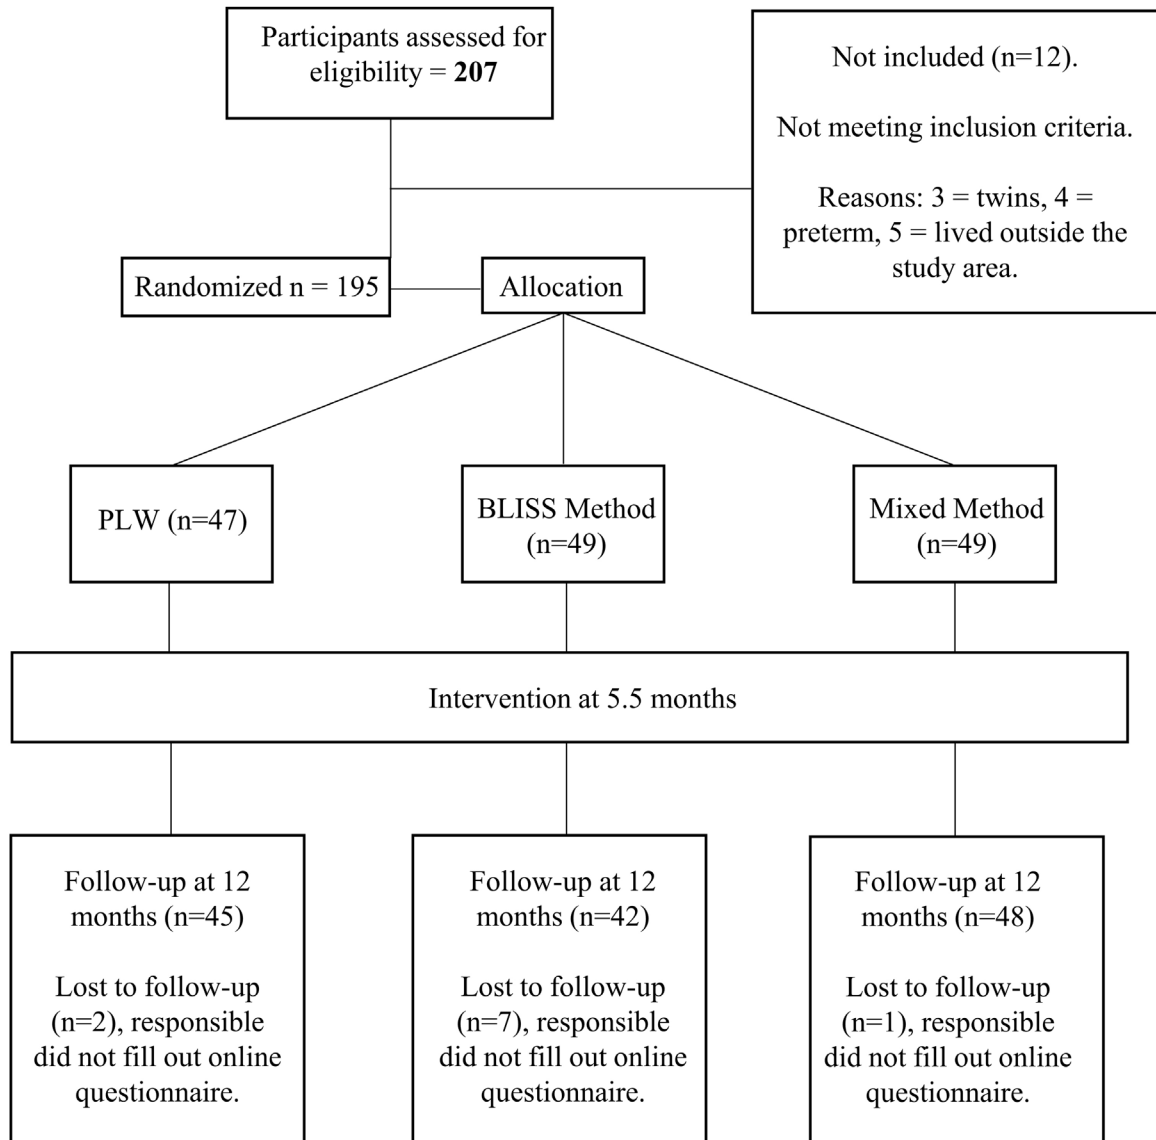 Participants assessed for
eligibility = 207
Not included (n=12).
Not meeting inclusion criteria.
Reasons: 3 = twins, 4 =
preterm, 5 = lived outside the
study area.
Randomized n = 195
Allocation
PLW (n=47)
BLISS Method
(n=49)
Mixed Method
(n=49)
Intervention at 5.5 months
Follow-up at 12
months (n=45)
Lost to follow-up
(n=2), responsible
did not fill out online
questionnaire.
Follow-up at 12
months (n=42)
Lost to follow-up
(n=7), responsible
did not fill out online
questionnaire.
Follow-up at 12
months (n=48)
Lost to follow-up
(n=1), responsible
did not fill out online
questionnaire.